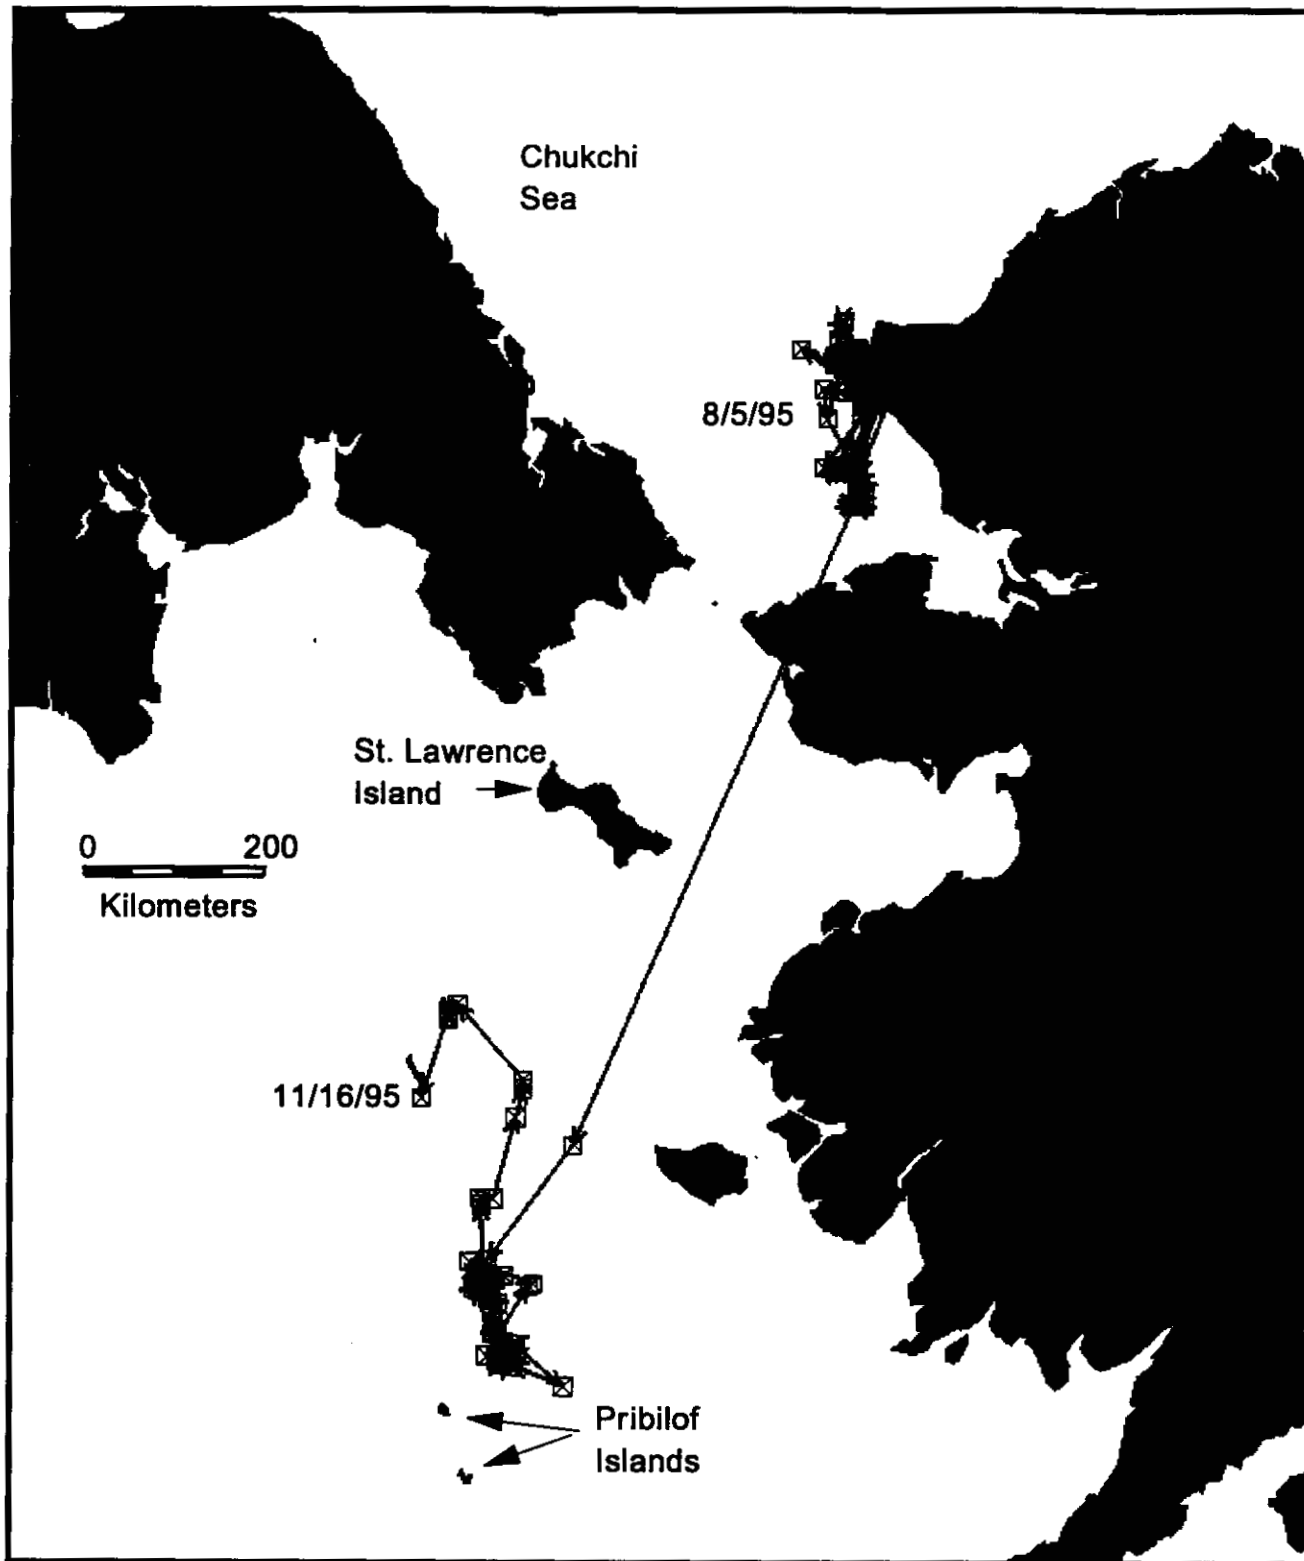 Chukchi
Sea
8/5/95
St. Lawrence
Island
0 200
Kilometers
11/16/95
Pribilof
Islands